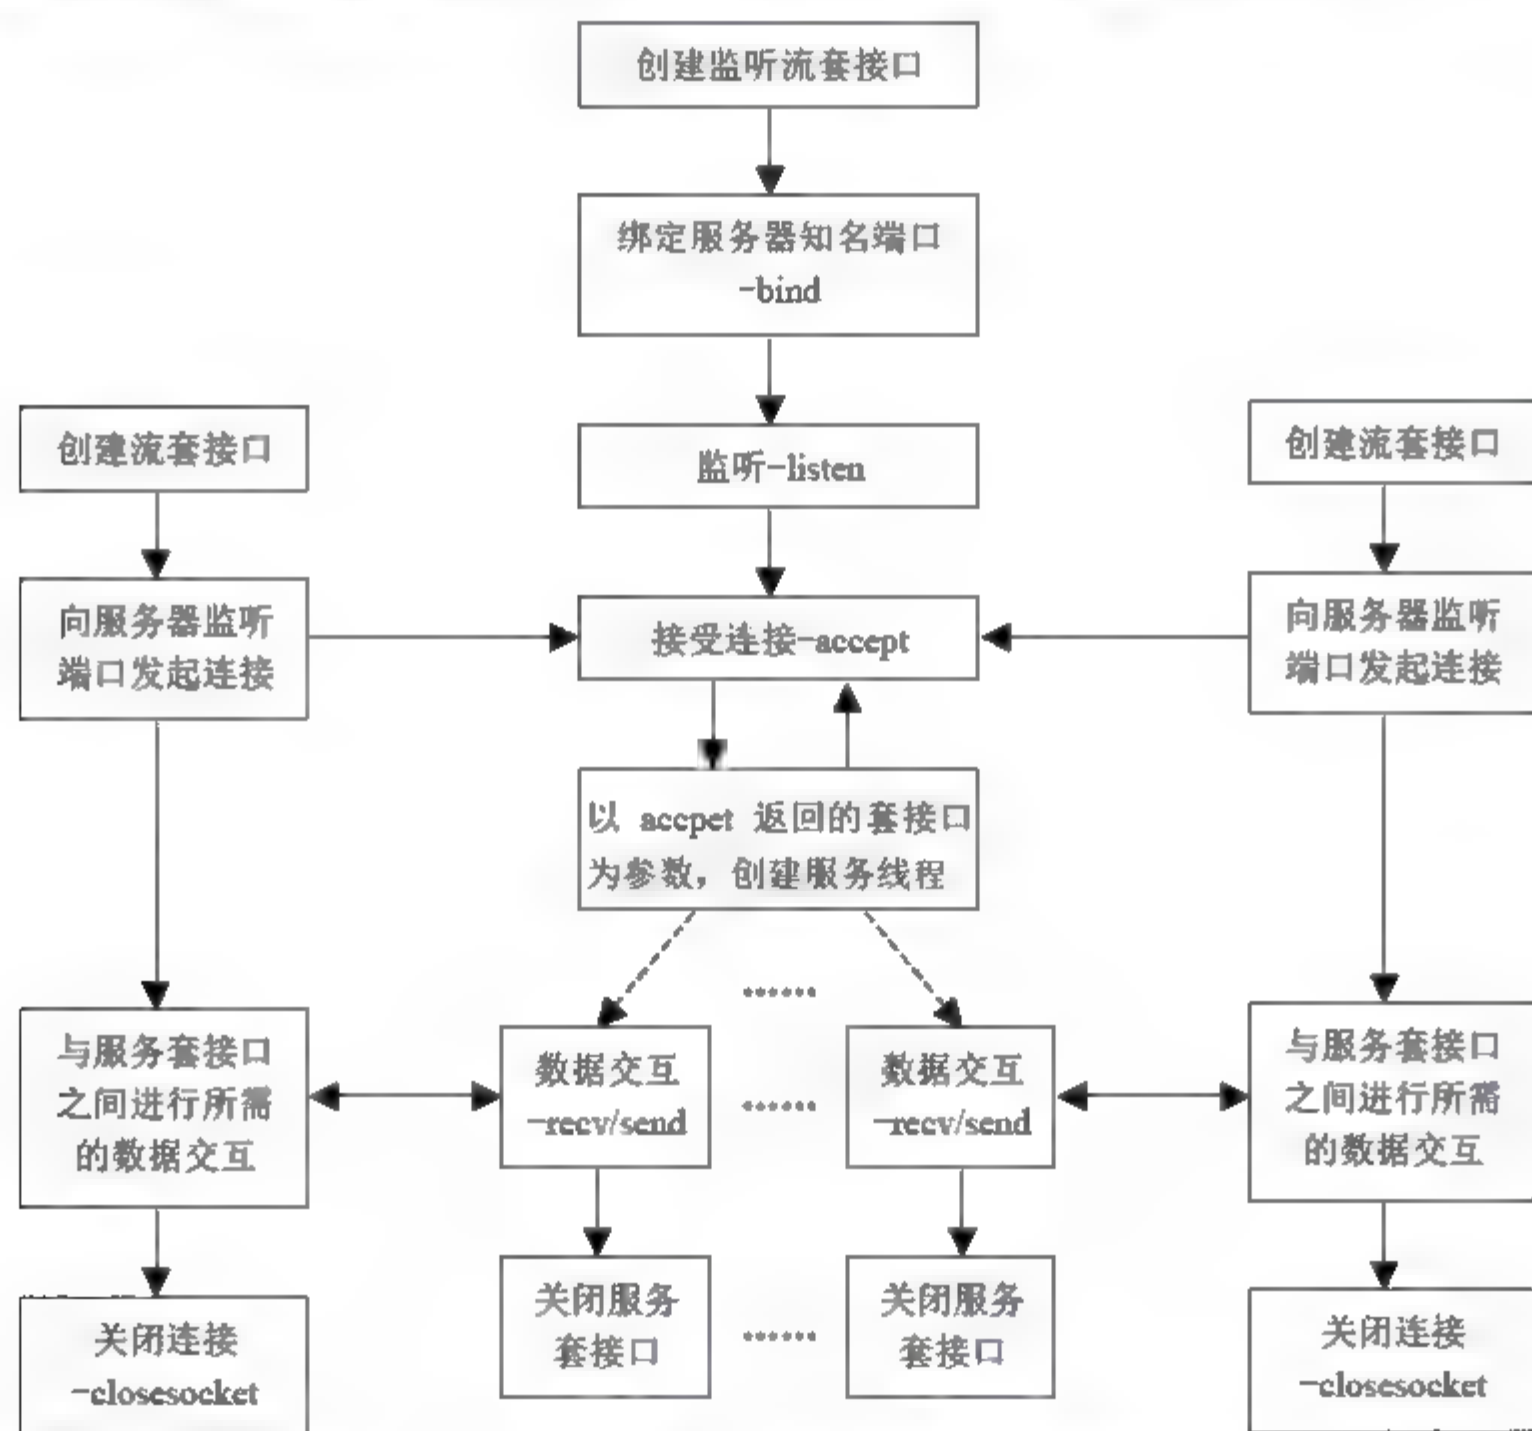 创建监听流套接口
绑定服务器知名端口
-bind
监听-listen
接受连接-accept
以 accpet 返回的套接口
为参数，创建服务线程
创建流套接口
向服务器监听
端口发起连接
与服务套接口
之间进行所需
的数据交互
关闭连接
-closesocket
······
数据交互
-recv/send
······
数据交互
-recv/send
关闭服务
套接口
······
关闭服务
套接口
创建流套接口
向服务器监听
端口发起连接
与服务套接口
之间进行所需
的数据交互
关闭连接
-closesocket